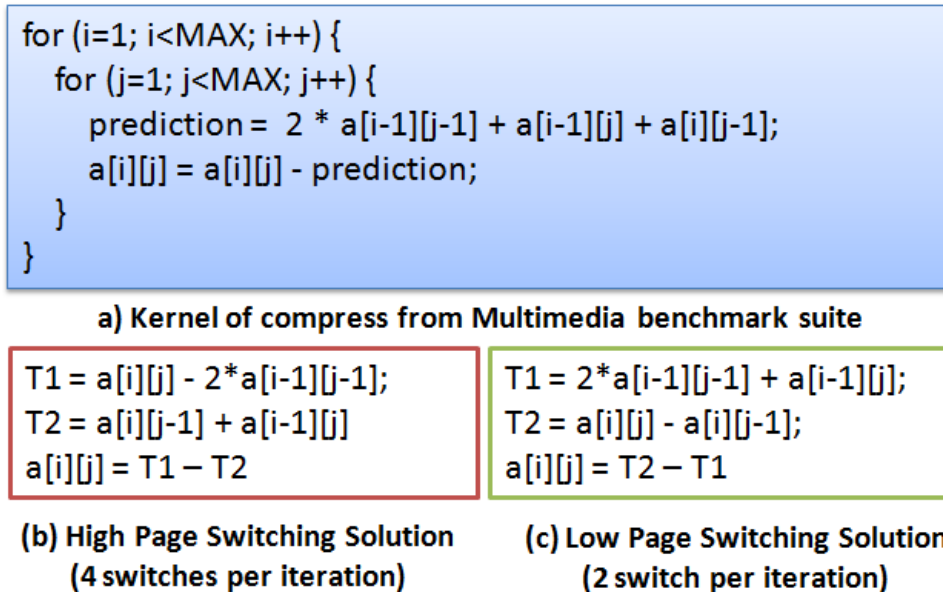 for (i=1; i<MAX; i++) {
for (j=1; j<MAX; j++) {
prediction = 2 * a[i-1][j-1] + a[i-1][j] + a[i][j-1];
a[i][j] = a[i][j] - prediction;
}
}
a) Kernel of compress from Multimedia benchmark suite
T1 = a[i][j] - 2*a[i-1][j-1];
T2 = a[i][j-1] + a[i-1][j]
a[i][j] = T1 – T2
(b) High Page Switching Solution
(4 switches per iteration)
T1 = 2*a[i-1][j-1] + a[i-1][j];
T2 = a[i][j] - a[i][j-1];
a[i][j] = T2 – T1
(c) Low Page Switching Solution
(2 switch per iteration)